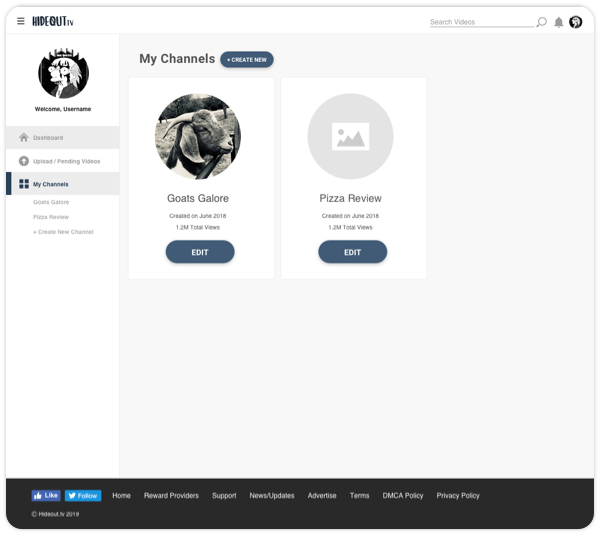 HIDEOUT TV
Search Videos
Welcome, Username
Dashboard
Upload / Pending Videos
My Channels
Goats Galore
Pizza Review
+ Create New Channel
My Channels
+ CREATE NEW
Goats Galore
Created on June 2018
1.2M Total Views
EDIT
Pizza Review
Created on June 2018
1.2M Total Views
EDIT
Like
Follow
Home Reward Providers Support News/Updates Advertise Terms DMCA Policy Privacy Policy
© Hideout.tv 2019